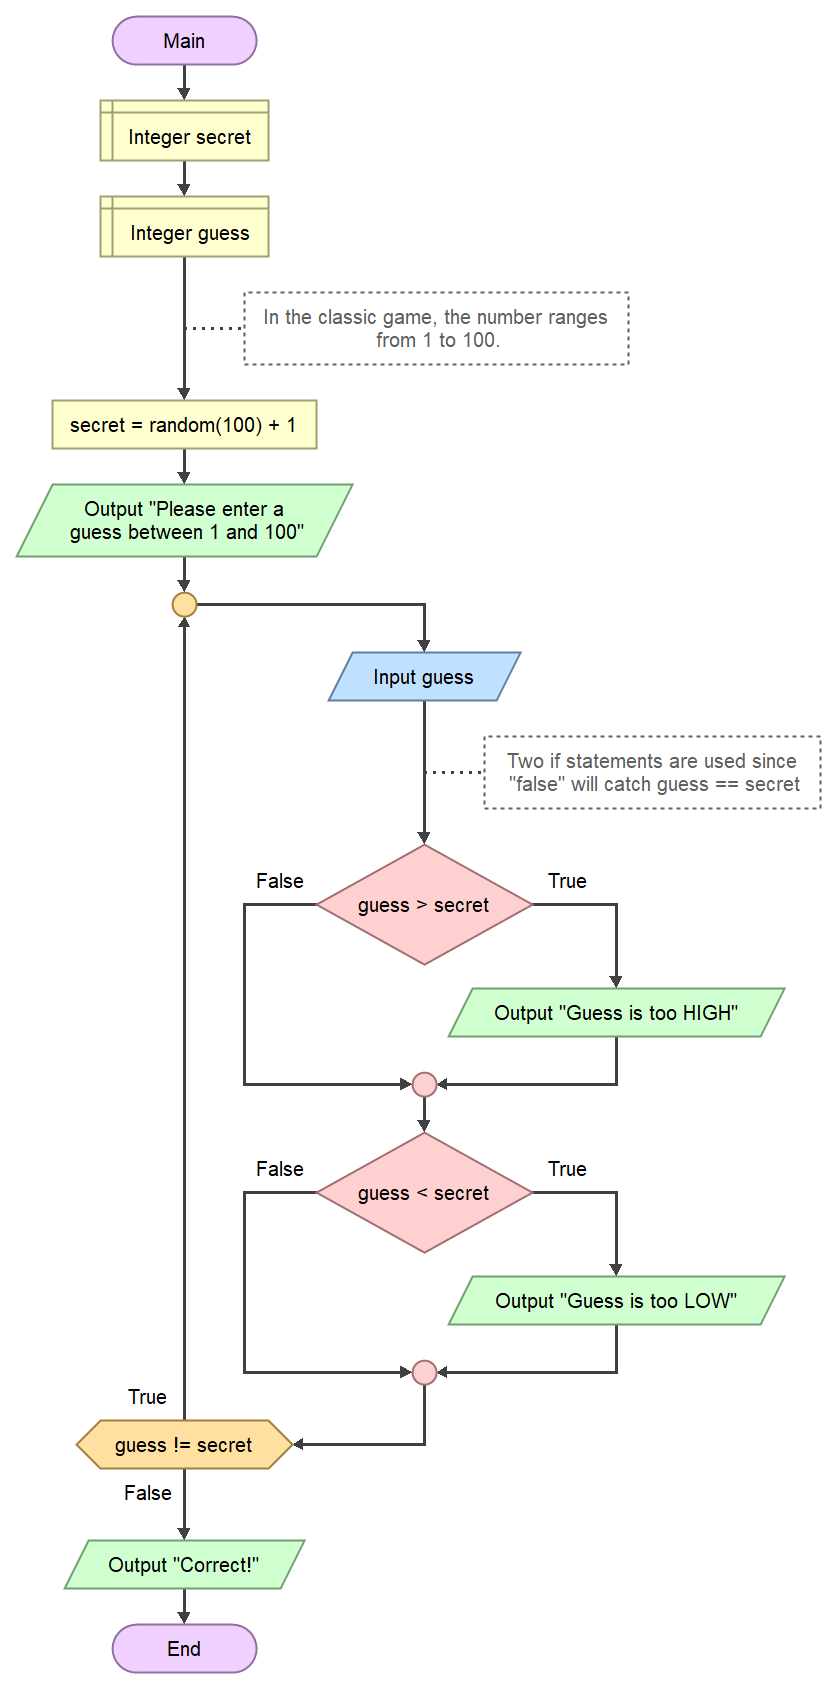 Main
Integer secret
Integer guess
In the classic game, the number ranges
from 1 to 100.
secret = random(100) + 1
Output "Please enter a
guess between 1 and 100"
Input guess
Two if statements are used since
"false" will catch guess == secret
False
True
guess > secret
Output "Guess is too HIGH"
False
True
guess < secret
Output "Guess is too LOW"
True
guess != secret
False
Output "Correct!"
End